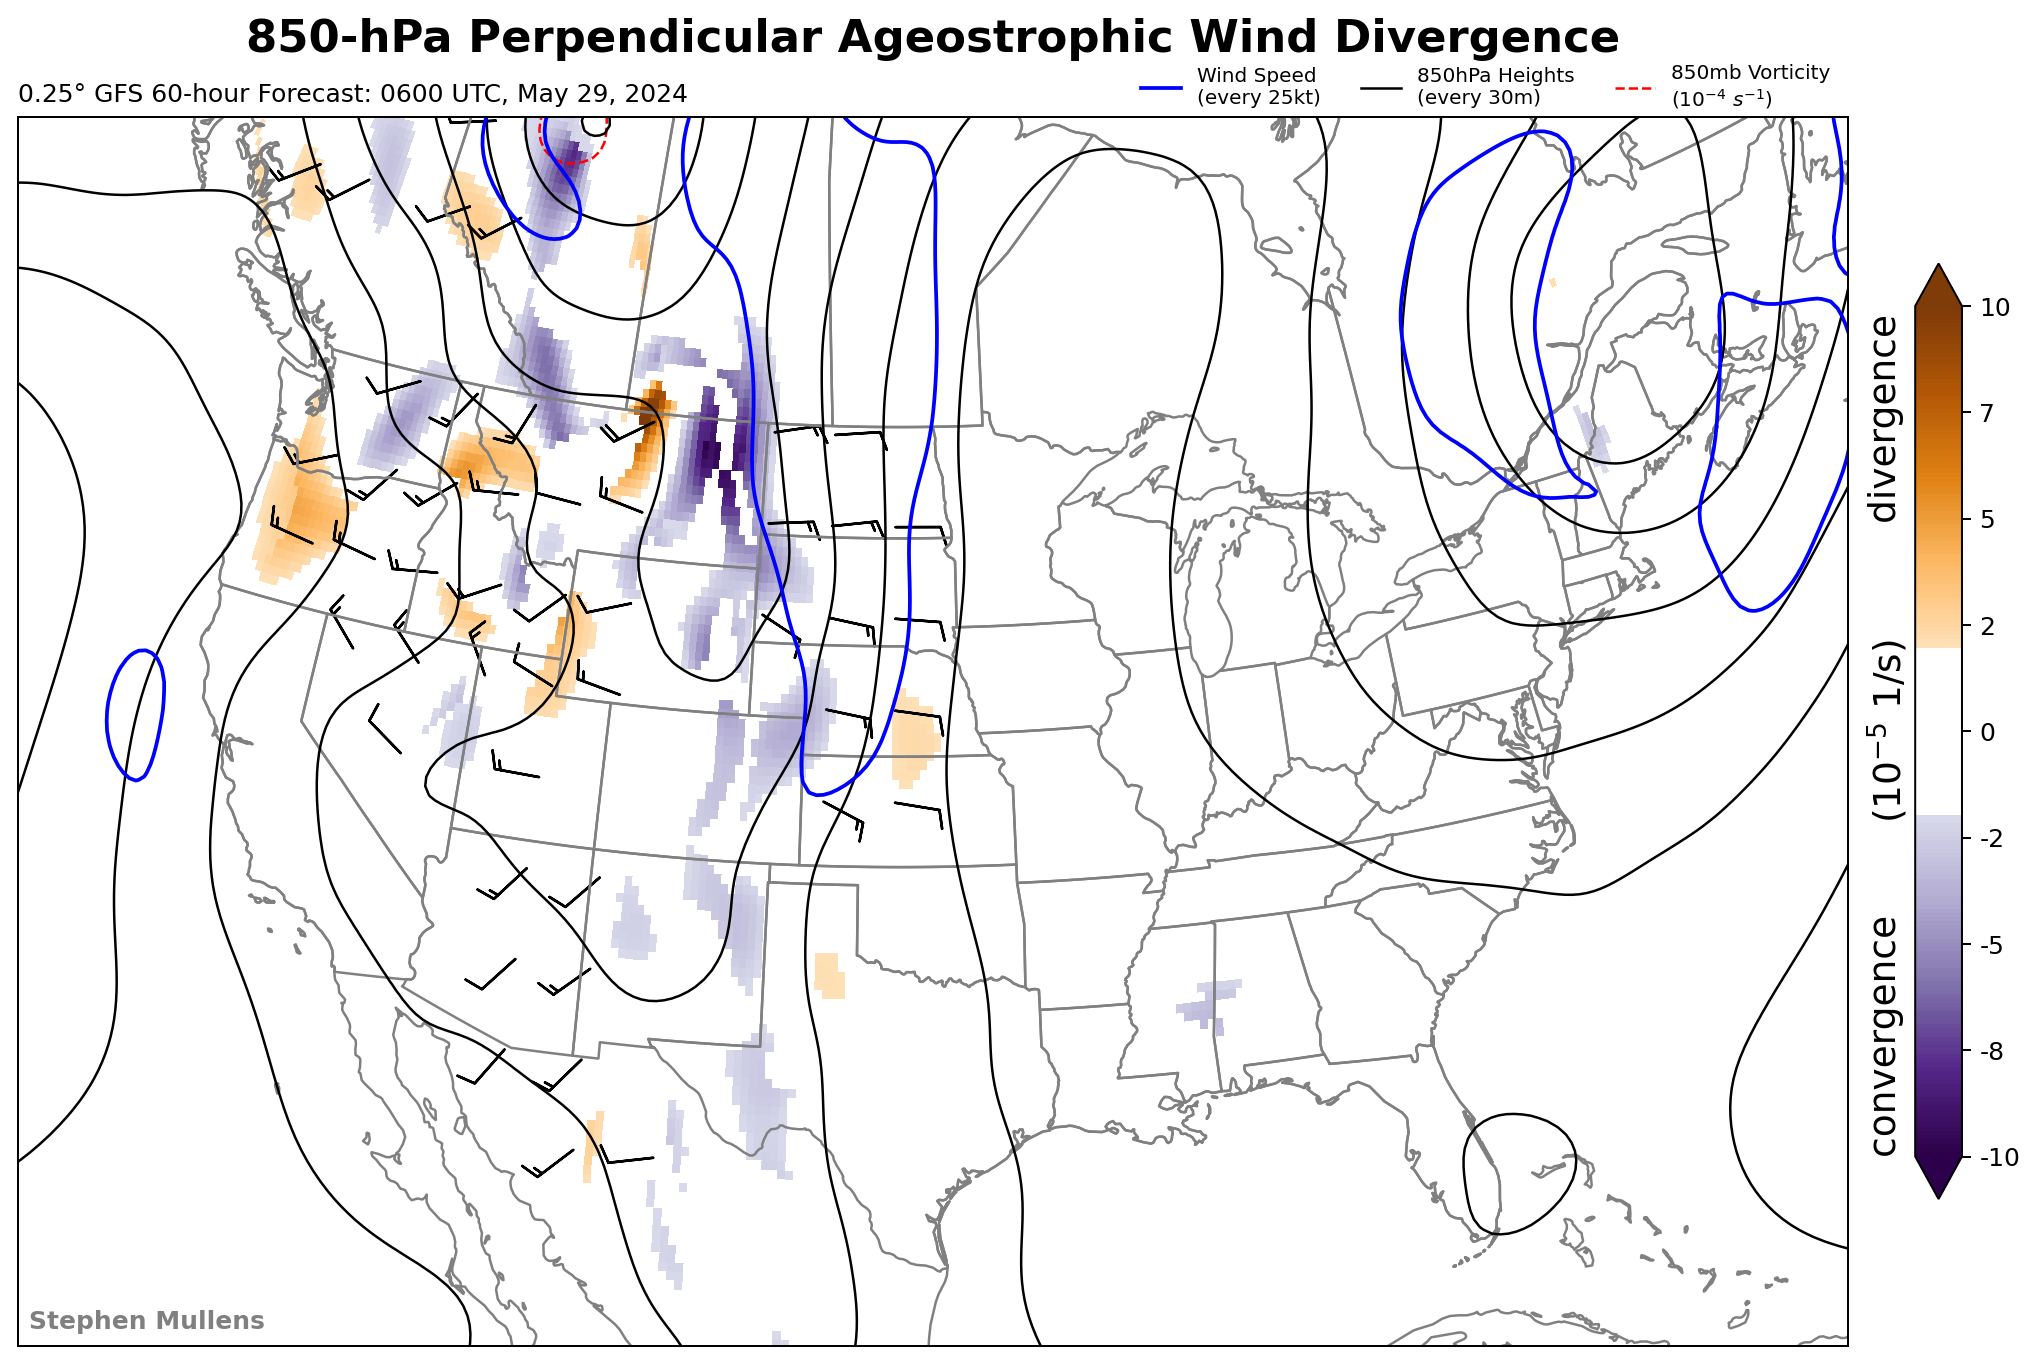 850-hPa Perpendicular Ageostrophic Wind Divergence
0.25° GFS 60-hour Forecast: 0600 UTC, May 29, 2024
Wind Speed
(every 25kt)
850hPa Heights
(every 30m)
850mb Vorticity
(10⁻⁴ s⁻¹)
10
7
5
2
0
-2
-5
-8
-10
convergence (10⁻⁵ 1/s) divergence
Stephen Mullens